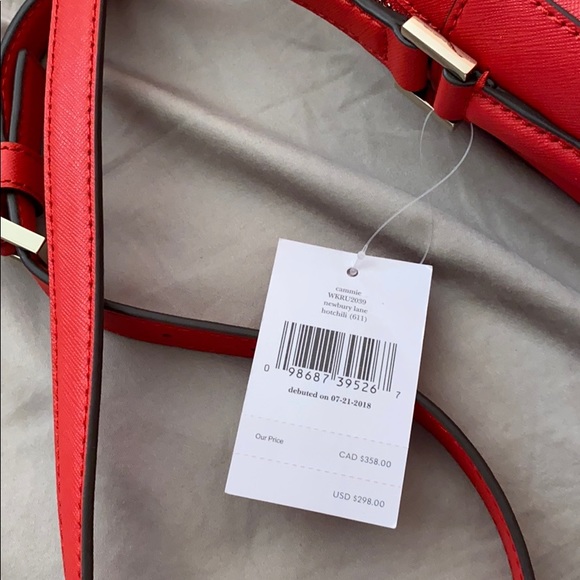 cammie
WKRU2039
newbury lane
hotchili (611)
0 98687 39526 7
debuted on 07-21-2018
Our Price CAD $358.00
USD $298.00